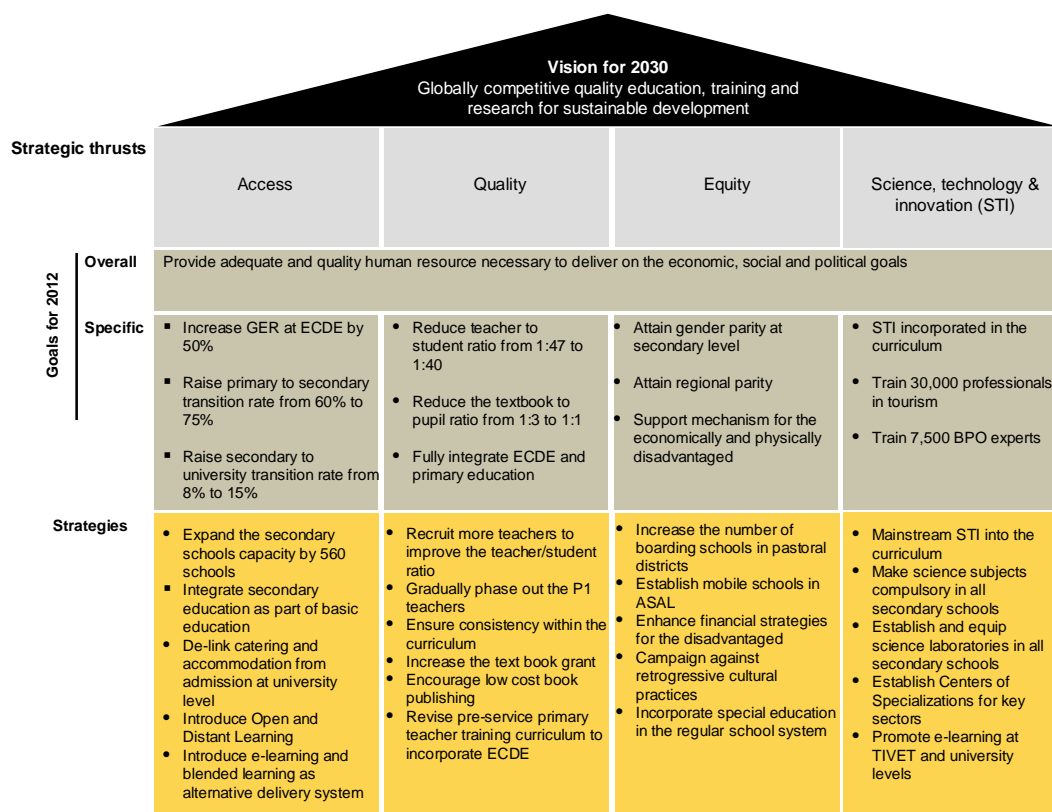 Vision for 2030
Globally competitive quality education, training and
research for sustainable development
Strategic thrusts
Access
Quality
Equity
Science, technology &
innovation (STI)
Goals for 2012
Overall
Provide adequate and quality human resource necessary to deliver on the economic, social and political goals
Specific
▪ Increase GER at ECDE by
50%
▪ Raise primary to secondary
transition rate from 60% to
75%
▪ Raise secondary to
university transition rate from
8% to 15%
• Reduce teacher to
student ratio from 1:47 to
1:40
• Reduce the textbook to
pupil ratio from 1:3 to 1:1
• Fully integrate ECDE and
primary education
• Attain gender parity at
secondary level
• Attain regional parity
• Support mechanism for the
economically and physically
disadvantaged
• STI incorporated in the
curriculum
• Train 30,000 professionals
in tourism
• Train 7,500 BPO experts
Strategies
• Expand the secondary
schools capacity by 560
schools
▪ Integrate secondary
education as part of basic
education
• De-link catering and
accommodation from
admission at university
level
• Introduce Open and
Distant Learning
• Introduce e-learning and
blended learning as
alternative delivery system
• Recruit more teachers to
improve the teacher/student
ratio
• Gradually phase out the P1
teachers
• Ensure consistency within the
curriculum
• Increase the text book grant
• Encourage low cost book
publishing
• Revise pre-service primary
teacher training curriculum to
incorporate ECDE
• Increase the number of
boarding schools in pastoral
districts
• Establish mobile schools in
ASAL
• Enhance financial strategies
for the disadvantaged
• Campaign against
retrogressive cultural
practices
• Incorporate special education
in the regular school system
• Mainstream STI into the
curriculum
• Make science subjects
compulsory in all
secondary schools
• Establish and equip
science laboratories in all
secondary schools
• Establish Centers of
Specializations for key
sectors
• Promote e-learning at
TIVET and university
levels